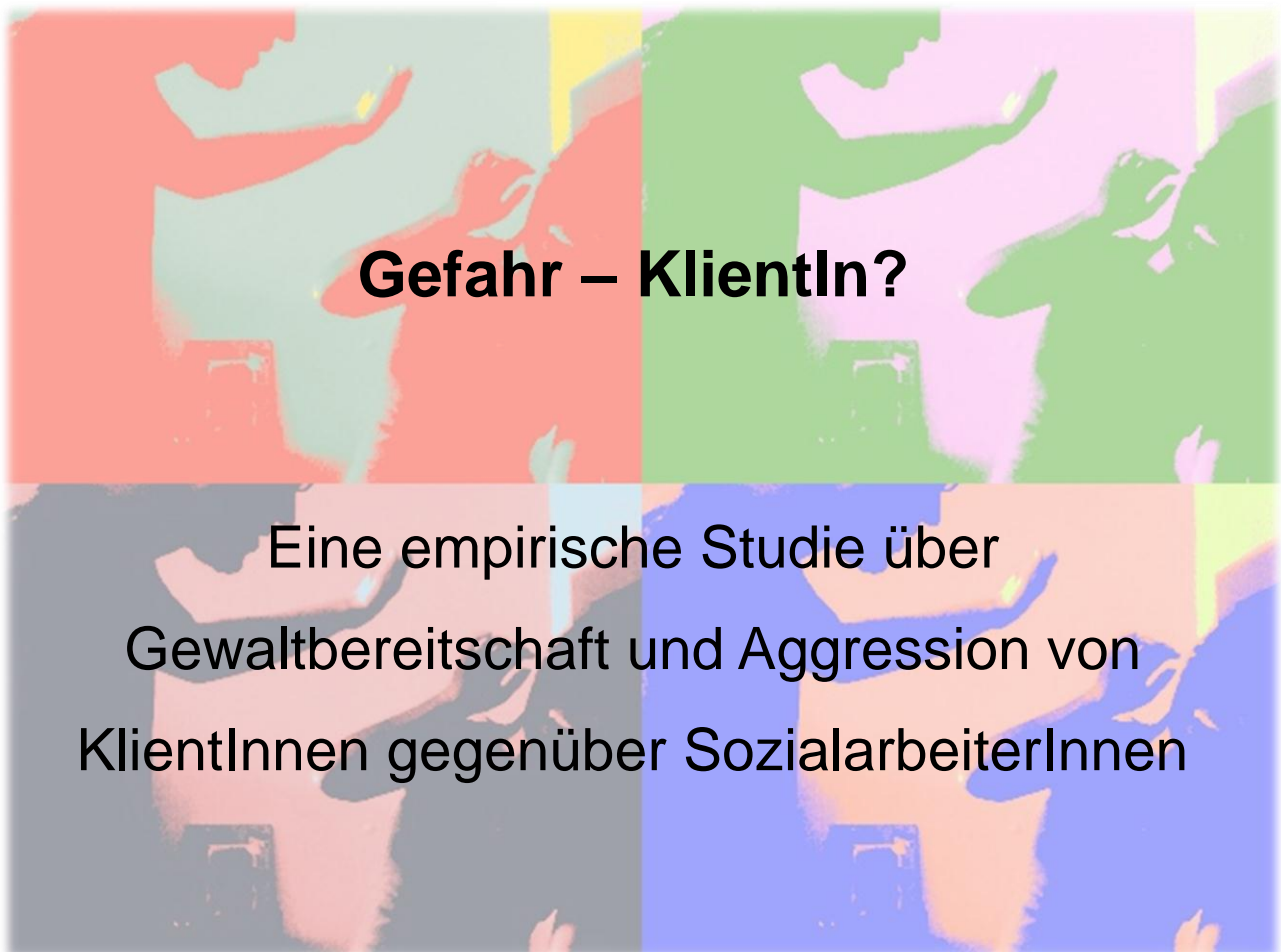 Gefahr – KlientIn?
Eine empirische Studie über
Gewaltbereitschaft und Aggression von
KlientInnen gegenüber SozialarbeiterInnen